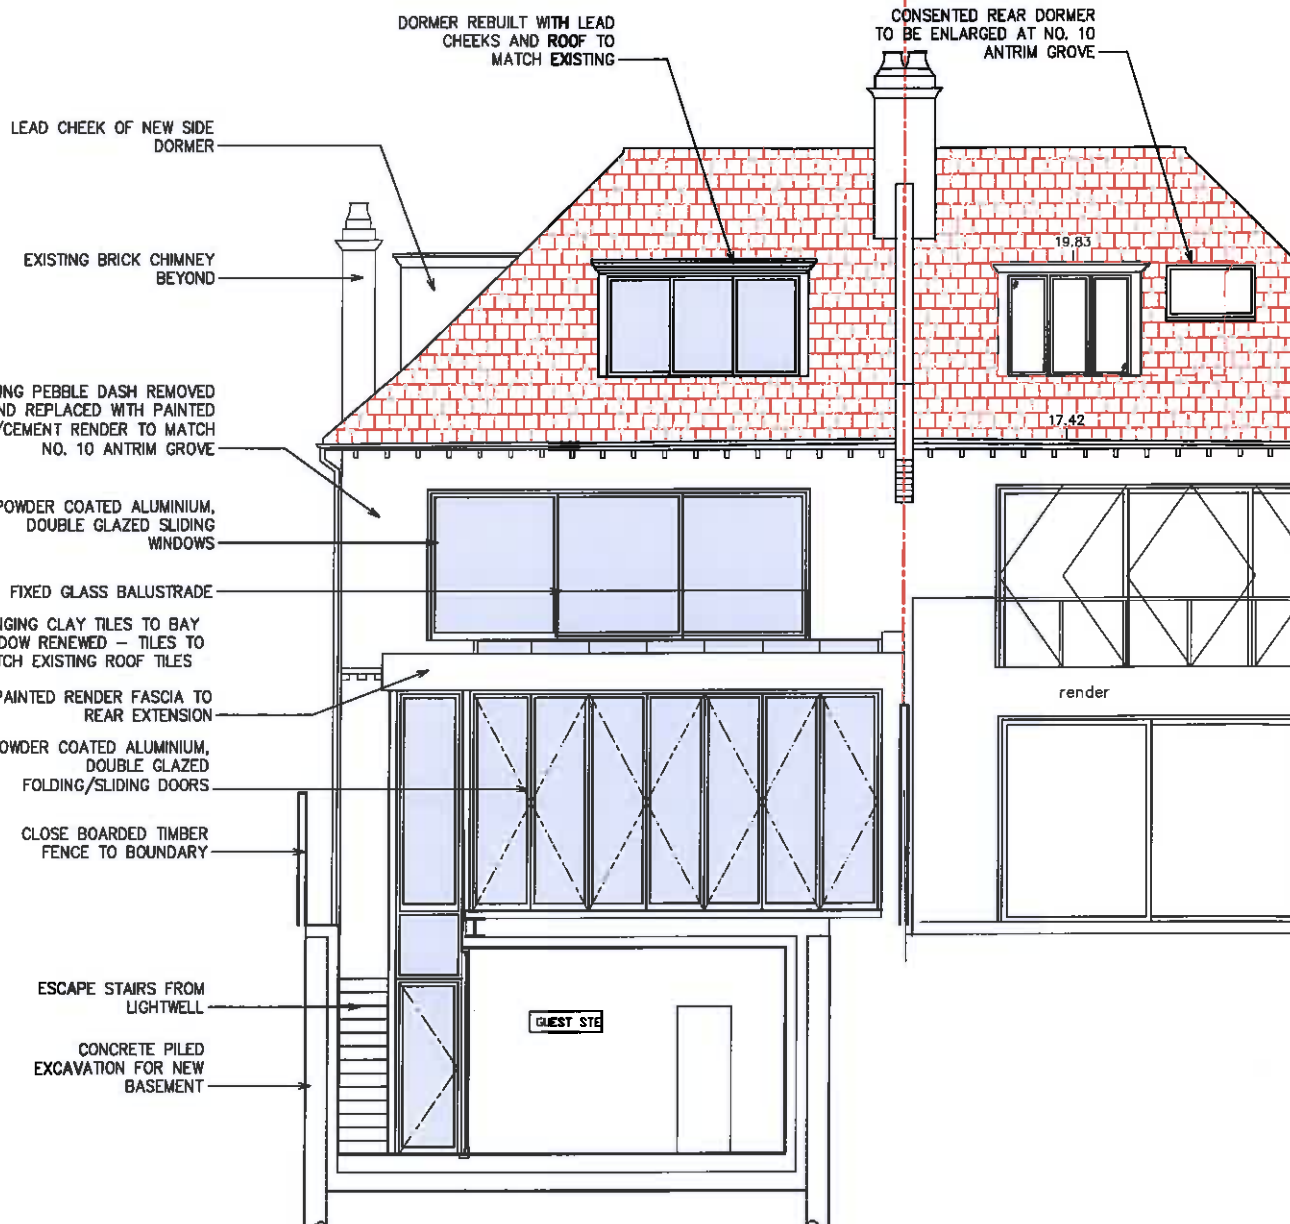 DORMER REBUILT WITH LEAD
CHEEKS AND ROOF TO
MATCH EXISTING
CONSENTED REAR DORMER
TO BE ENLARGED AT NO. 10
ANTRIM GROVE
LEAD CHEEK OF NEW SIDE
DORMER
EXISTING BRICK CHIMNEY
BEYOND
19.83
17.42
ING PEBBLE DASH REMOVED
ND REPLACED WITH PAINTED
/CEMENT RENDER TO MATCH
NO. 10 ANTRIM GROVE
POWDER COATED ALUMINIUM,
DOUBLE GLAZED SLIDING
WINDOWS
FIXED GLASS BALUSTRADE
NGING CLAY TILES TO BAY
DOW RENEWED – TILES TO
TCH EXISTING ROOF TILES
PAINTED RENDER FASCIA TO
REAR EXTENSION
render
OWDER COATED ALUMINIUM,
DOUBLE GLAZED
FOLDING/SLIDING DOORS
CLOSE BOARDED TIMBER
FENCE TO BOUNDARY
ESCAPE STAIRS FROM
LIGHTWELL
GUEST STE
CONCRETE PILED
EXCAVATION FOR NEW
BASEMENT